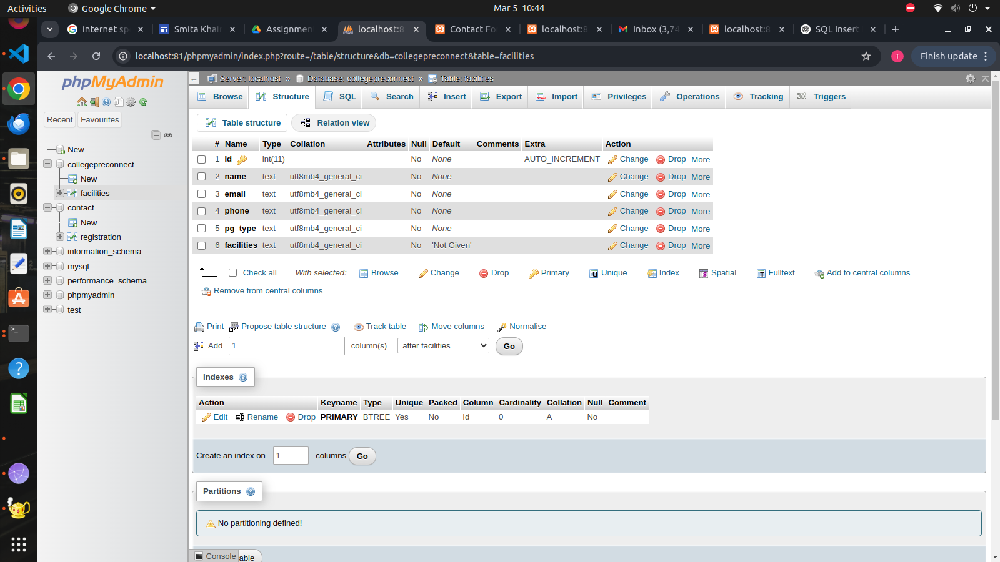 Activities Google Chrome Mar 5 10:44
internet sp Smita Khai Assignmen localhost:8 Contact Fo localhost:8 Inbox (3,74 localhost:8 SQL Insert
localhost:81/phpmyadmin/index.php?route=/table/structure&db=collegepreconnect&table=facilities T Finish update
phpMyAdmin
Recent Favourites
New
collegepreconnect
New
facilities
contact
New
registration
information_schema
mysql
performance_schema
phpmyadmin
test
Server: localhost » Database: collegepreconnect » Table: facilities
Browse Structure SQL Search Insert Export Import Privileges Operations Tracking Triggers
Table structure Relation view
# Name Type Collation Attributes Null Default Comments Extra Action
1 Id int(11) No None AUTO_INCREMENT Change Drop More
2 name text utf8mb4_general_ci No None Change Drop More
3 email text utf8mb4_general_ci No None Change Drop More
4 phone text utf8mb4_general_ci No None Change Drop More
5 pg_type text utf8mb4_general_ci No None Change Drop More
6 facilities text utf8mb4_general_ci No 'Not Given' Change Drop More
Check all With selected: Browse Change Drop Primary Unique Index Spatial Fulltext Add to central columns
Remove from central columns
Print Propose table structure Track table Move columns Normalise
Add 1 column(s) after facilities Go
Indexes
Action Keyname Type Unique Packed Column Cardinality Collation Null Comment
Edit Rename Drop PRIMARY BTREE Yes No Id 0 A No
Create an index on 1 columns Go
Partitions
No partitioning defined!
Console able